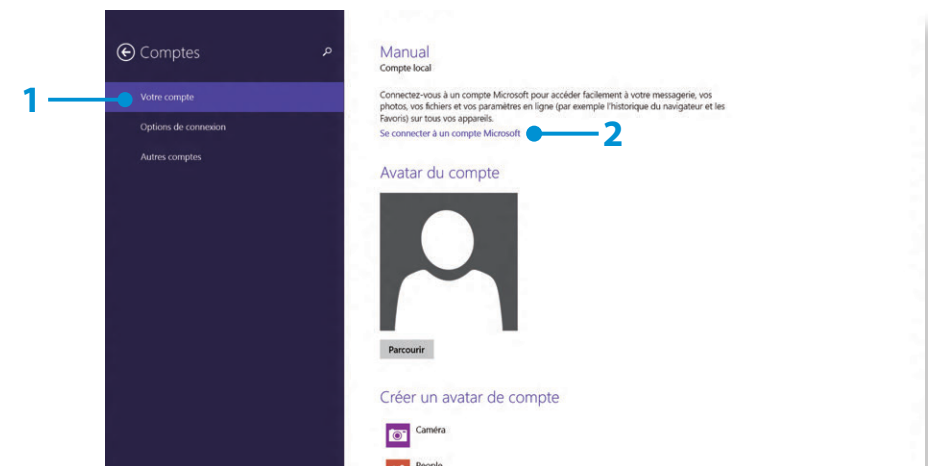 Comptes
1
Votre compte
Options de connexion
Autres comptes
Manual
Compte local
Connectez-vous à un compte Microsoft pour accéder facilement à votre messagerie, vos
photos, vos fichiers et vos paramètres en ligne (par exemple l'historique du navigateur et les
Favoris) sur tous vos appareils.
Se connecter à un compte Microsoft
2
Avatar du compte
Parcourir
Créer un avatar de compte
Caméra
People